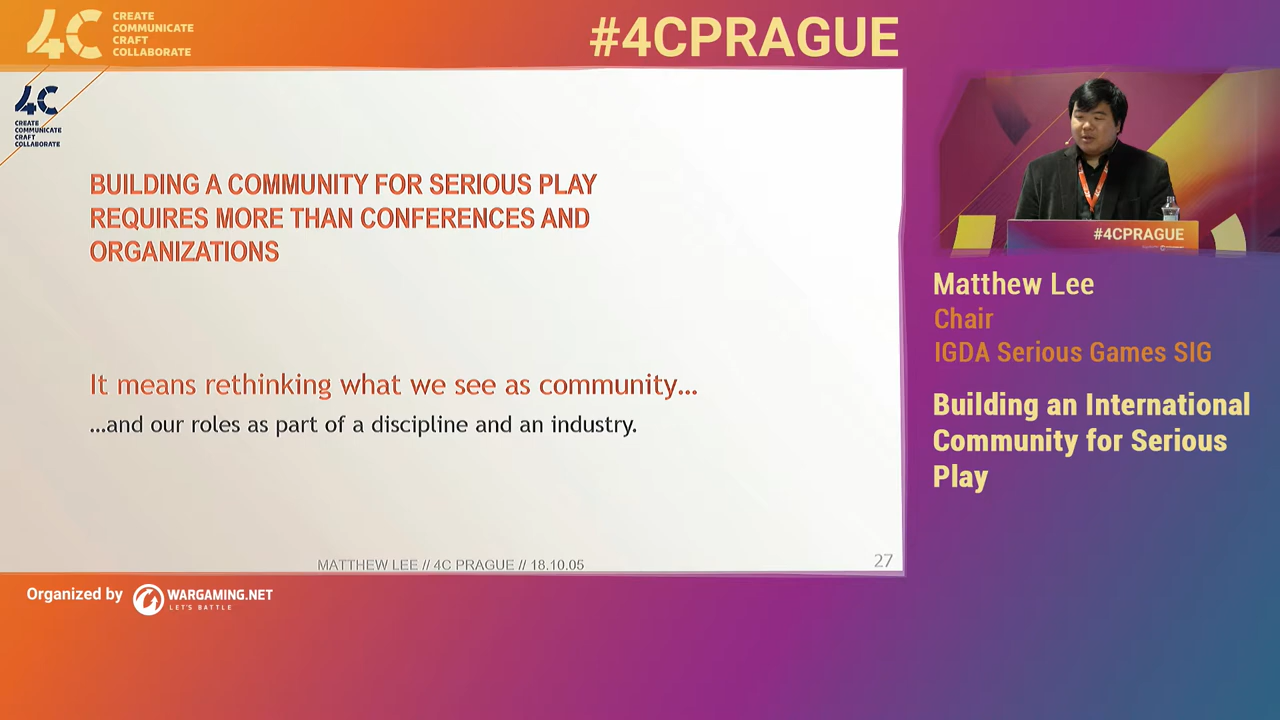 4C
CREATE
COMMUNICATE
CRAFT
COLLABORATE
#4CPRAGUE
4C
CREATE
COMMUNICATE
CRAFT
COLLABORATE
BUILDING A COMMUNITY FOR SERIOUS PLAY
REQUIRES MORE THAN CONFERENCES AND
ORGANIZATIONS
It means rethinking what we see as community...
...and our roles as part of a discipline and an industry.
MATTHEW LEE // 4C PRAGUE // 18.10.05
27
#4CPRAGUE
Matthew Lee
Chair
IGDA Serious Games SIG
Building an International
Community for Serious
Play
Organized by
WARGAMING.NET
LET'S BATTLE